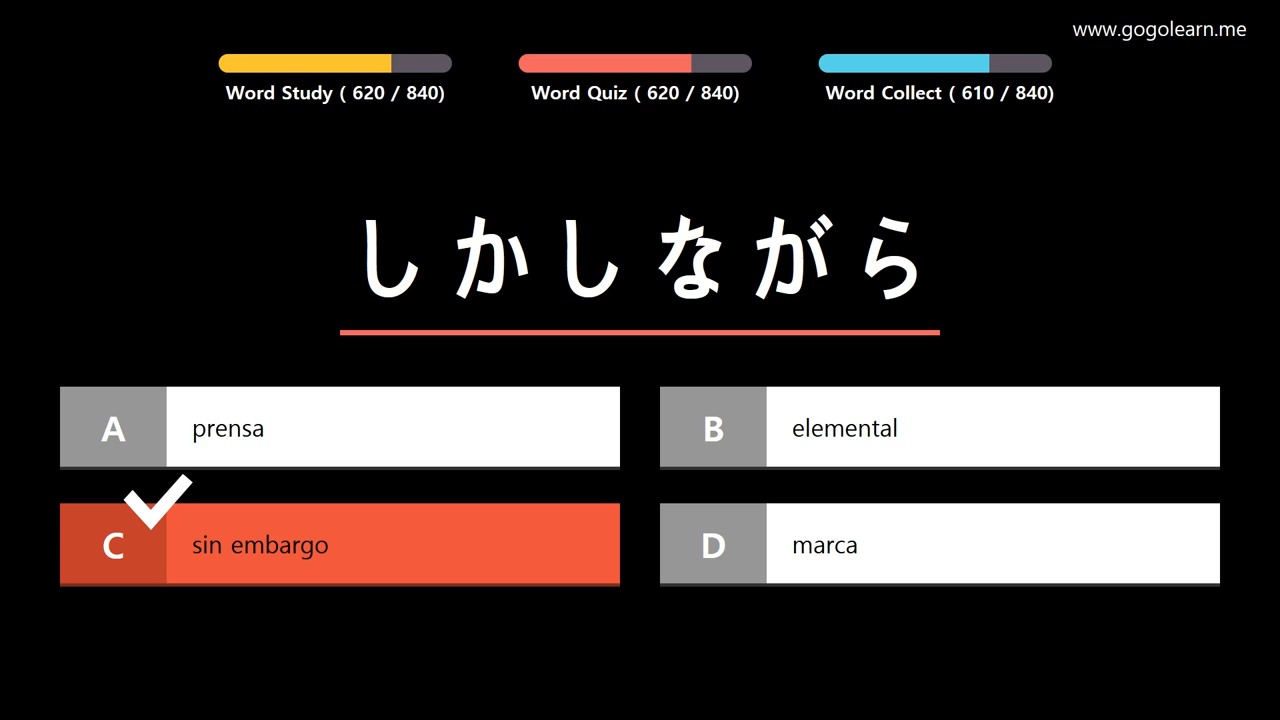 www.gogolearn.me
Word Study ( 620 / 840)
Word Quiz ( 620 / 840)
Word Collect ( 610 / 840)
しかしながら
A prensa
B elemental
C sin embargo
D marca